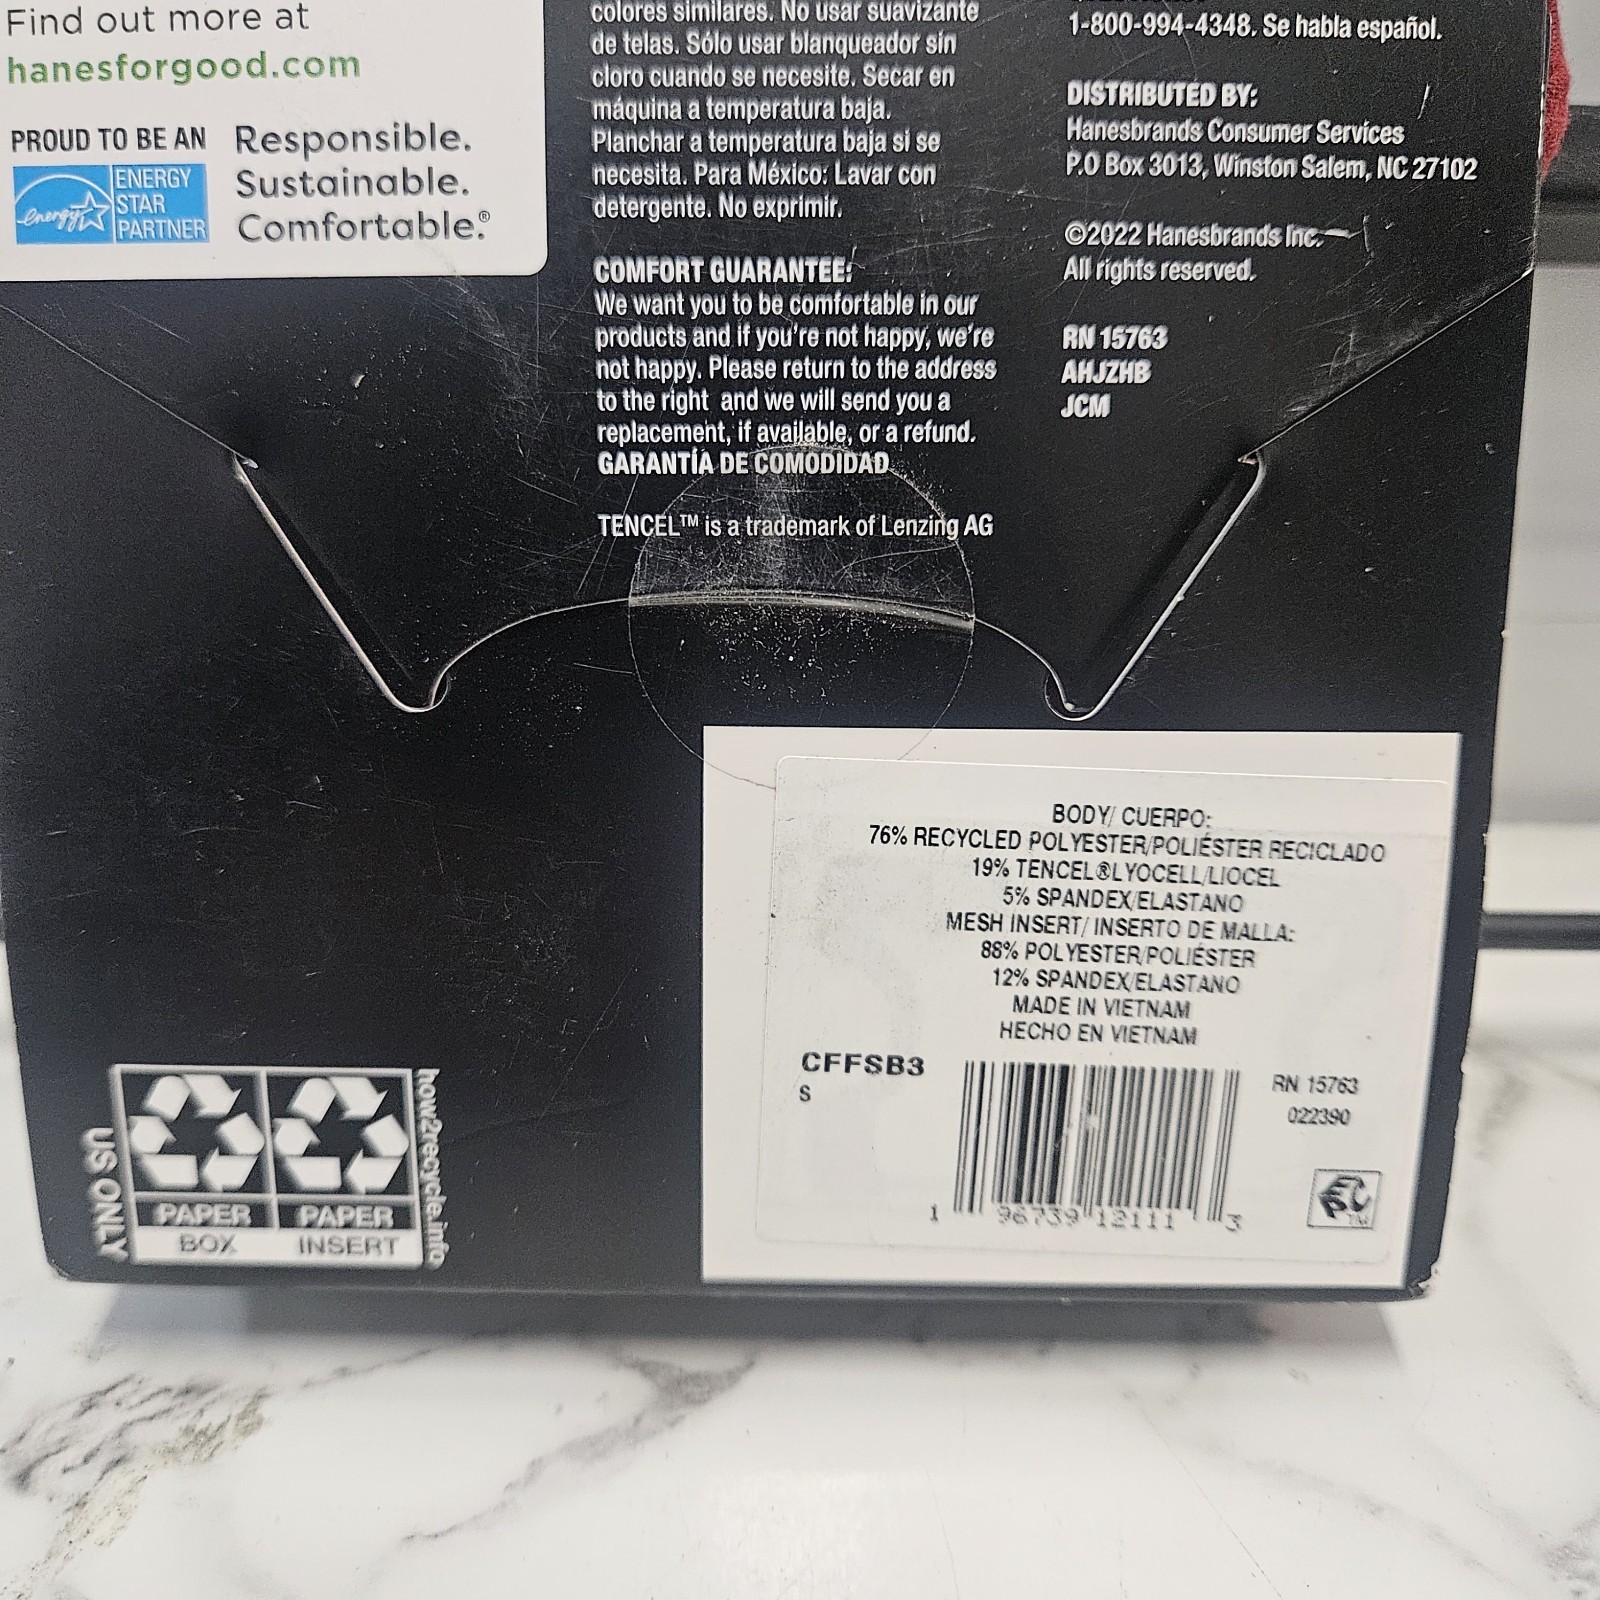 Find out more at
hanesforgood.com
PROUD TO BE AN
energy
ENERGY
STAR
PARTNER
Responsible.
Sustainable.
Comfortable.®
colores similares. No usar suavizante
de telas. Sólo usar blanqueador sin
cloro cuando se necesite. Secar en
máquina a temperatura baja.
Planchar a temperatura baja si se
necesita. Para México: Lavar con
detergente. No exprimir.
COMFORT GUARANTEE:
We want you to be comfortable in our
products and if you're not happy, we're
not happy. Please return to the address
to the right and we will send you a
replacement, if available, or a refund.
GARANTÍA DE COMODIDAD
TENCEL™ is a trademark of Lenzing AG
1-800-994-4348. Se habla español.
DISTRIBUTED BY:
Hanesbrands Consumer Services
P.O Box 3013, Winston Salem, NC 27102
©2022 Hanesbrands Inc.
All rights reserved.
RN 15763
AHJZHB
JCM
BODY/ CUERPO:
76% RECYCLED POLYESTER/POLIÉSTER RECICLADO
19% TENCEL®LYOCELL/LIOCEL
5% SPANDEX/ELASTANO
MESH INSERT/ INSERTO DE MALLA:
88% POLYESTER/POLIÉSTER
12% SPANDEX/ELASTANO
MADE IN VIETNAM
HECHO EN VIETNAM
CFFSB3
S
RN 15763
022390
1 96739 12111 3
EPC™
US ONLY
PAPER
BOX
PAPER
INSERT
how2recycle.info